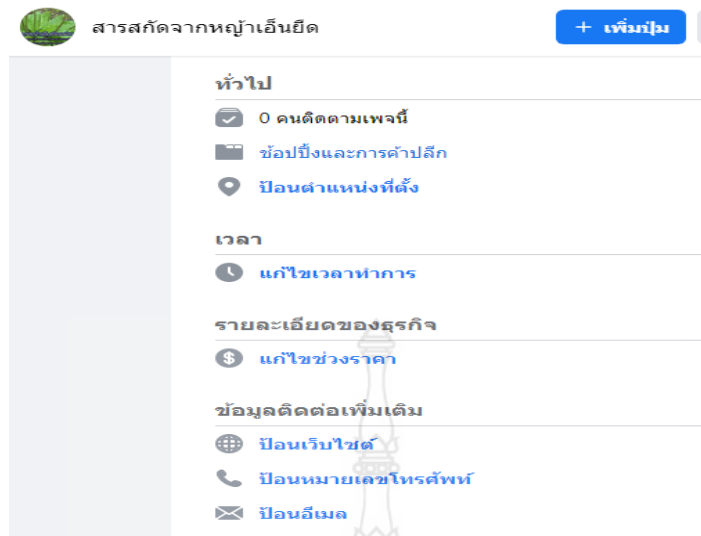 สารสกัดจากหญ้าเอ็นยืด
+ เพิ่มปุ่ม
ทั่วไป
0 คนติดตามเพจนี้
ช้อปปิ้งและการค้าปลีก
ป้อนตำแหน่งที่ตั้ง
เวลา
แก้ไขเวลาทำการ
รายละเอียดของธุรกิจ
แก้ไขช่วงราคา
ข้อมูลติดต่อเพิ่มเติม
ป้อนเว็บไซต์
ป้อนหมายเลขโทรศัพท์
ป้อนอีเมล